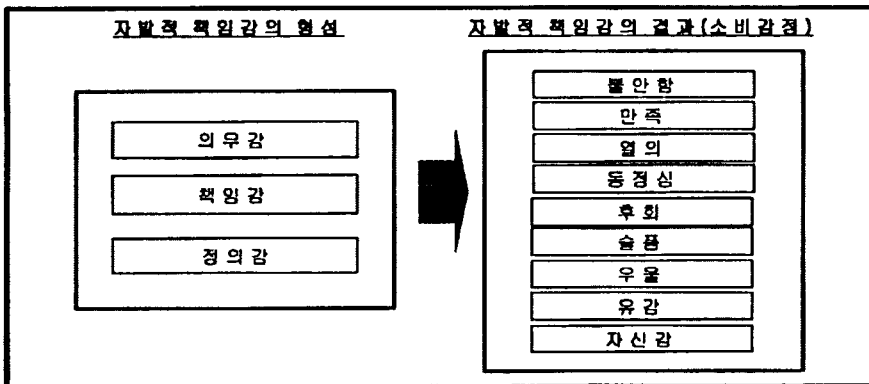 자발적 책임감의 형성
의무감
책임감
정의감
자발적 책임감의 결과(소비감정)
불안함
만족
열의
동정심
후회
슬픔
우울
유감
자신감